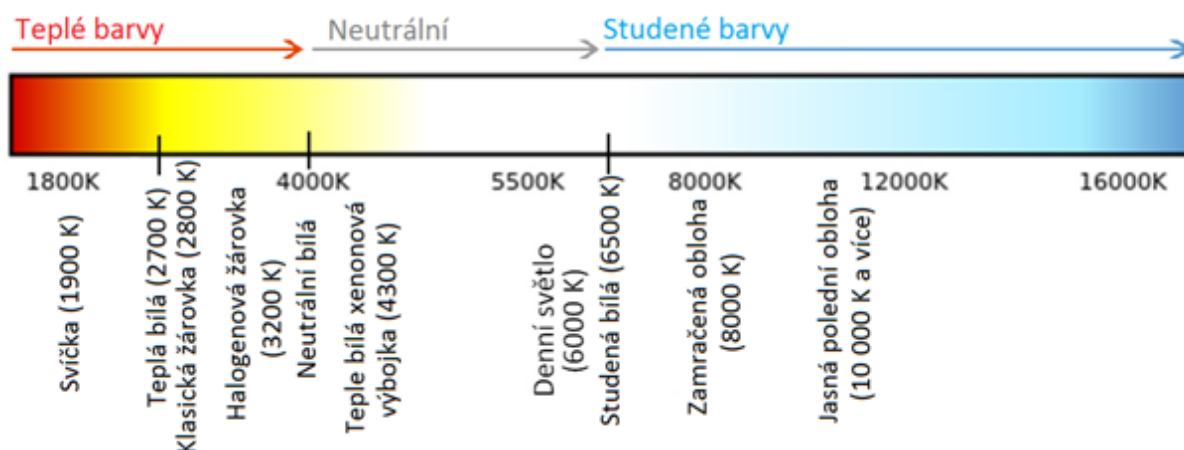 Teplé barvy
Neutrální
Studené barvy
1800K
4000K
5500K
8000K
12000K
16000K
Svíčka (1900 K)
Teplá bílá (2700 K)
Klasická žárovka (2800 K)
Halogenová žárovka
(3200 K)
Neutrální bílá
Teple bílá xenonová
výbojka (4300 K)
Denní světlo
(6000 K)
Studená bílá (6500 K)
Zamračená obloha
(8000 K)
Jasná polední obloha
(10 000 K a více)